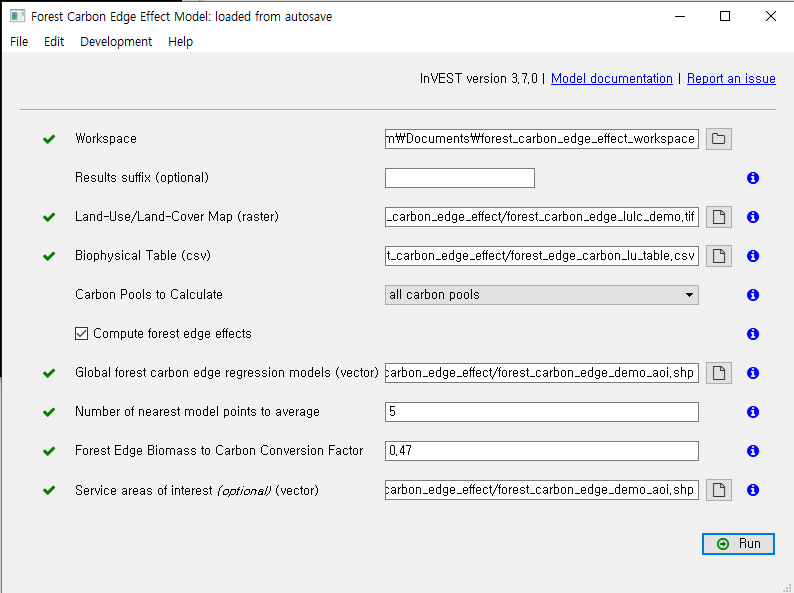 Forest Carbon Edge Effect Model: loaded from autosave
File Edit Development Help
InVEST version 3.7.0 | Model documentation | Report an issue
Workspace m₩Documents₩forest_carbon_edge_effect_workspace
Results suffix (optional)
Land-Use/Land-Cover Map (raster) _carbon_edge_effect/forest_carbon_edge_lulc_demo.tif
Biophysical Table (csv) t_carbon_edge_effect/forest_edge_carbon_lu_table.csv
Carbon Pools to Calculate all carbon pools
Compute forest edge effects
Global forest carbon edge regression models (vector) carbon_edge_effect/forest_carbon_edge_demo_aoi.shp
Number of nearest model points to average 5
Forest Edge Biomass to Carbon Conversion Factor 0.47
Service areas of interest (optional) (vector) carbon_edge_effect/forest_carbon_edge_demo_aoi.shp
Run